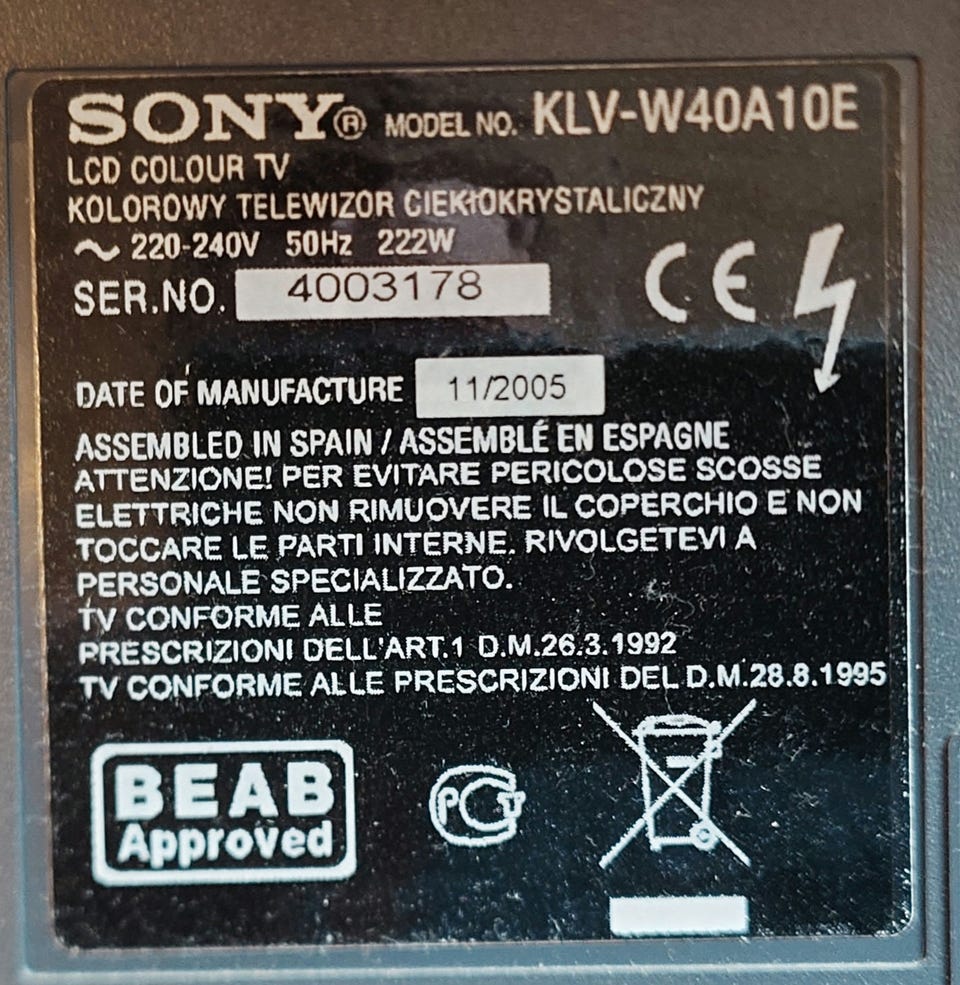 SONY® MODEL NO. KLV-W40A10E
LCD COLOUR TV
KOLOROWY TELEWIZOR CIEKŁOKRYSTALICZNY
~ 220-240V 50Hz 222W
SER.NO. 4003178
CE
DATE OF MANUFACTURE 11/2005
ASSEMBLED IN SPAIN / ASSEMBLÉ EN ESPAGNE
ATTENZIONE! PER EVITARE PERICOLOSE SCOSSE
ELETTRICHE NON RIMUOVERE IL COPERCHIO E NON
TOCCARE LE PARTI INTERNE. RIVOLGETEVI A
PERSONALE SPECIALIZZATO.
TV CONFORME ALLE
PRESCRIZIONI DELL'ART.1 D.M.26.3.1992
TV CONFORME ALLE PRESCRIZIONI DEL D.M.28.8.1995
BEAB
Approved